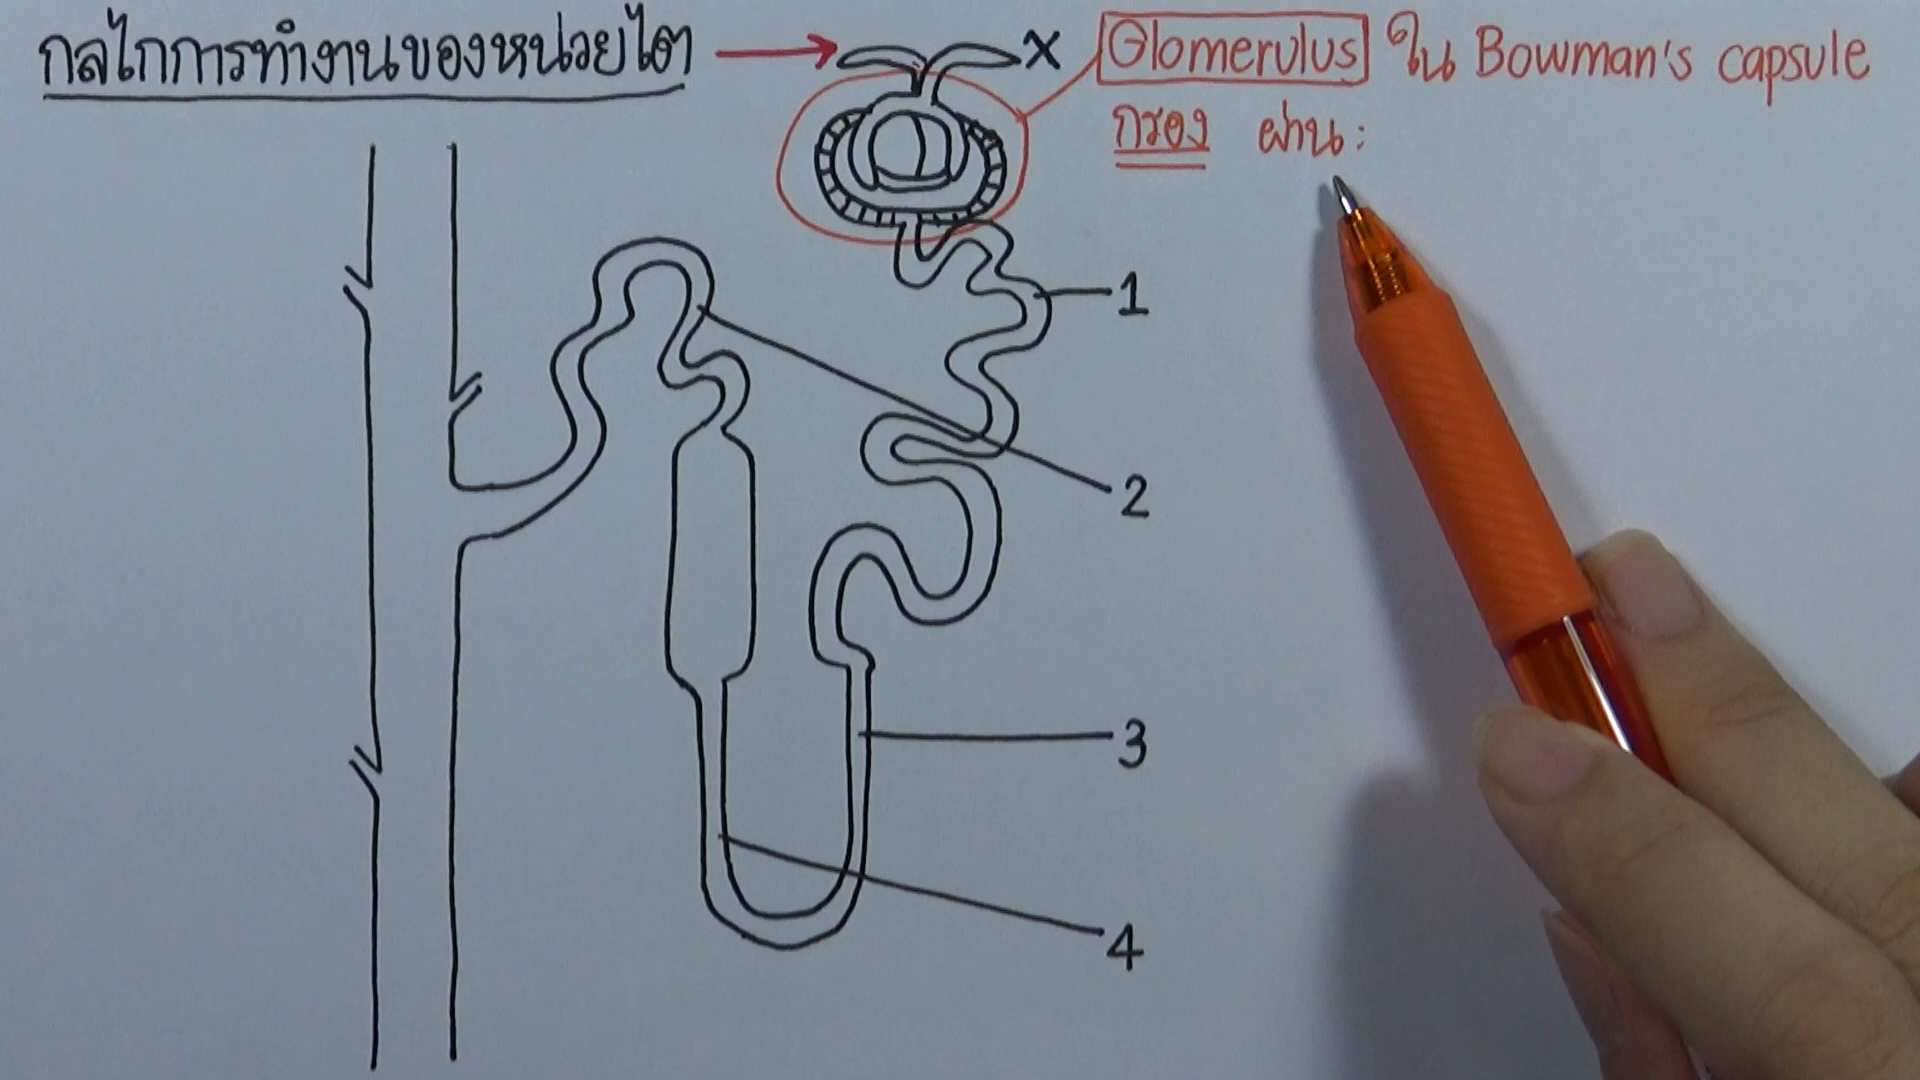 กลไกการทำงานของหน่วยไต
x
Glomerulus ใน Bowman's capsule
กรอง ผ่าน:
1
2
3
4